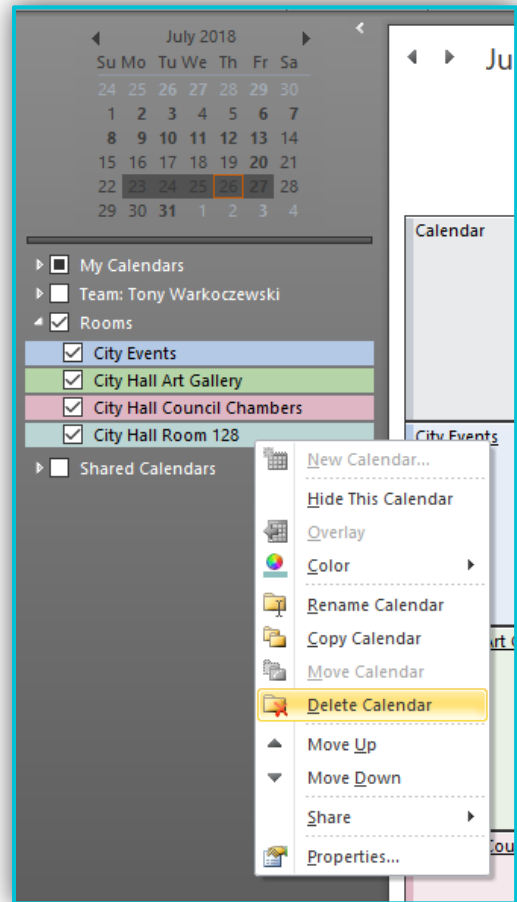 July 2018
Su Mo Tu We Th Fr Sa
24 25 26 27 28 29 30
1 2 3 4 5 6 7
8 9 10 11 12 13 14
15 16 17 18 19 20 21
22 23 24 25 26 27 28
29 30 31 1 2 3 4
My Calendars
Team: Tony Warkoczewski
Rooms
City Events
City Hall Art Gallery
City Hall Council Chambers
City Hall Room 128
Shared Calendars
New Calendar...
Hide This Calendar
Overlay
Color
Rename Calendar
Copy Calendar
Move Calendar
Delete Calendar
Move Up
Move Down
Share
Properties...
Ju
Calendar
City Events
Art
Cou